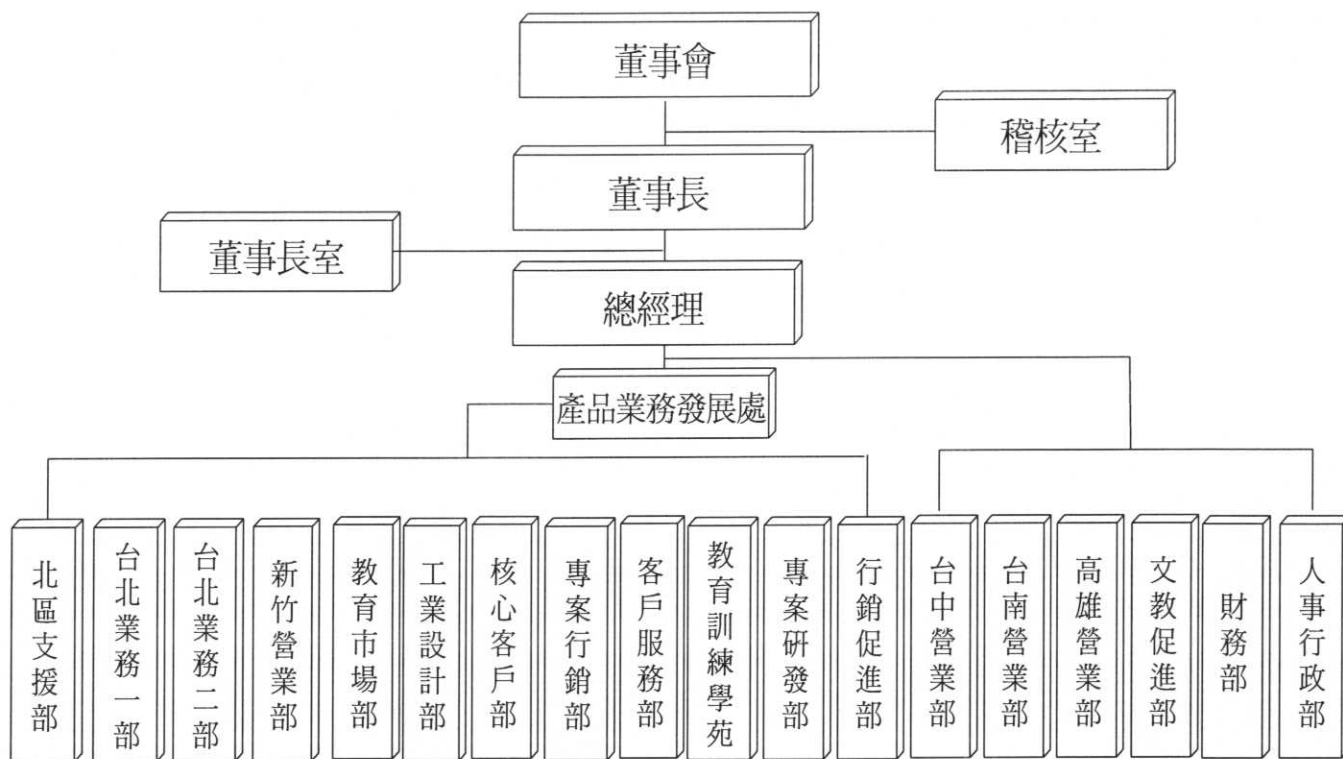 董事會
稽核室
董事長
董事長室
總經理
產品業務發展處
北區支援部
台北業務一部
台北業務二部
新竹營業部
教育市場部
工業設計部
核心客戶部
專案行銷部
客戶服務部
教育訓練學苑
專案研發部
行銷促進部
台中營業部
台南營業部
高雄營業部
文教促進部
財務部
人事行政部